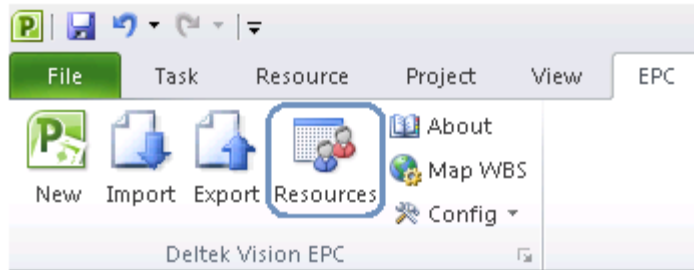 File Task Resource Project View EPC
New Import Export Resources
About
Map WBS
Config
Deltek Vision EPC